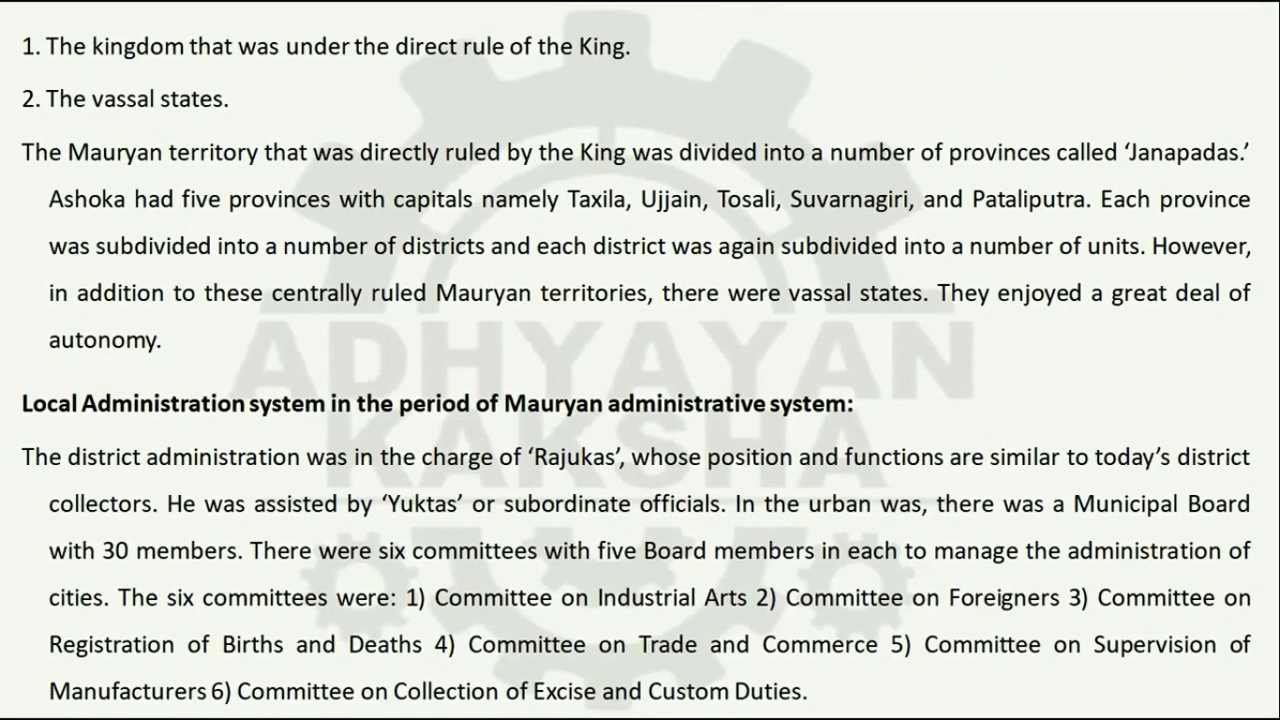 1. The kingdom that was under the direct rule of the King.
2. The vassal states.
The Mauryan territory that was directly ruled by the King was divided into a number of provinces called ‘Janapadas.’
Ashoka had five provinces with capitals namely Taxila, Ujjain, Tosali, Suvarnagiri, and Pataliputra. Each province
was subdivided into a number of districts and each district was again subdivided into a number of units. However,
in addition to these centrally ruled Mauryan territories, there were vassal states. They enjoyed a great deal of
autonomy.
Local Administration system in the period of Mauryan administrative system:
The district administration was in the charge of ‘Rajukas’, whose position and functions are similar to today’s district
collectors. He was assisted by ‘Yuktas’ or subordinate officials. In the urban was, there was a Municipal Board
with 30 members. There were six committees with five Board members in each to manage the administration of
cities. The six committees were: 1) Committee on Industrial Arts 2) Committee on Foreigners 3) Committee on
Registration of Births and Deaths 4) Committee on Trade and Commerce 5) Committee on Supervision of
Manufacturers 6) Committee on Collection of Excise and Custom Duties.
ADHYAYAN
KAKSHA